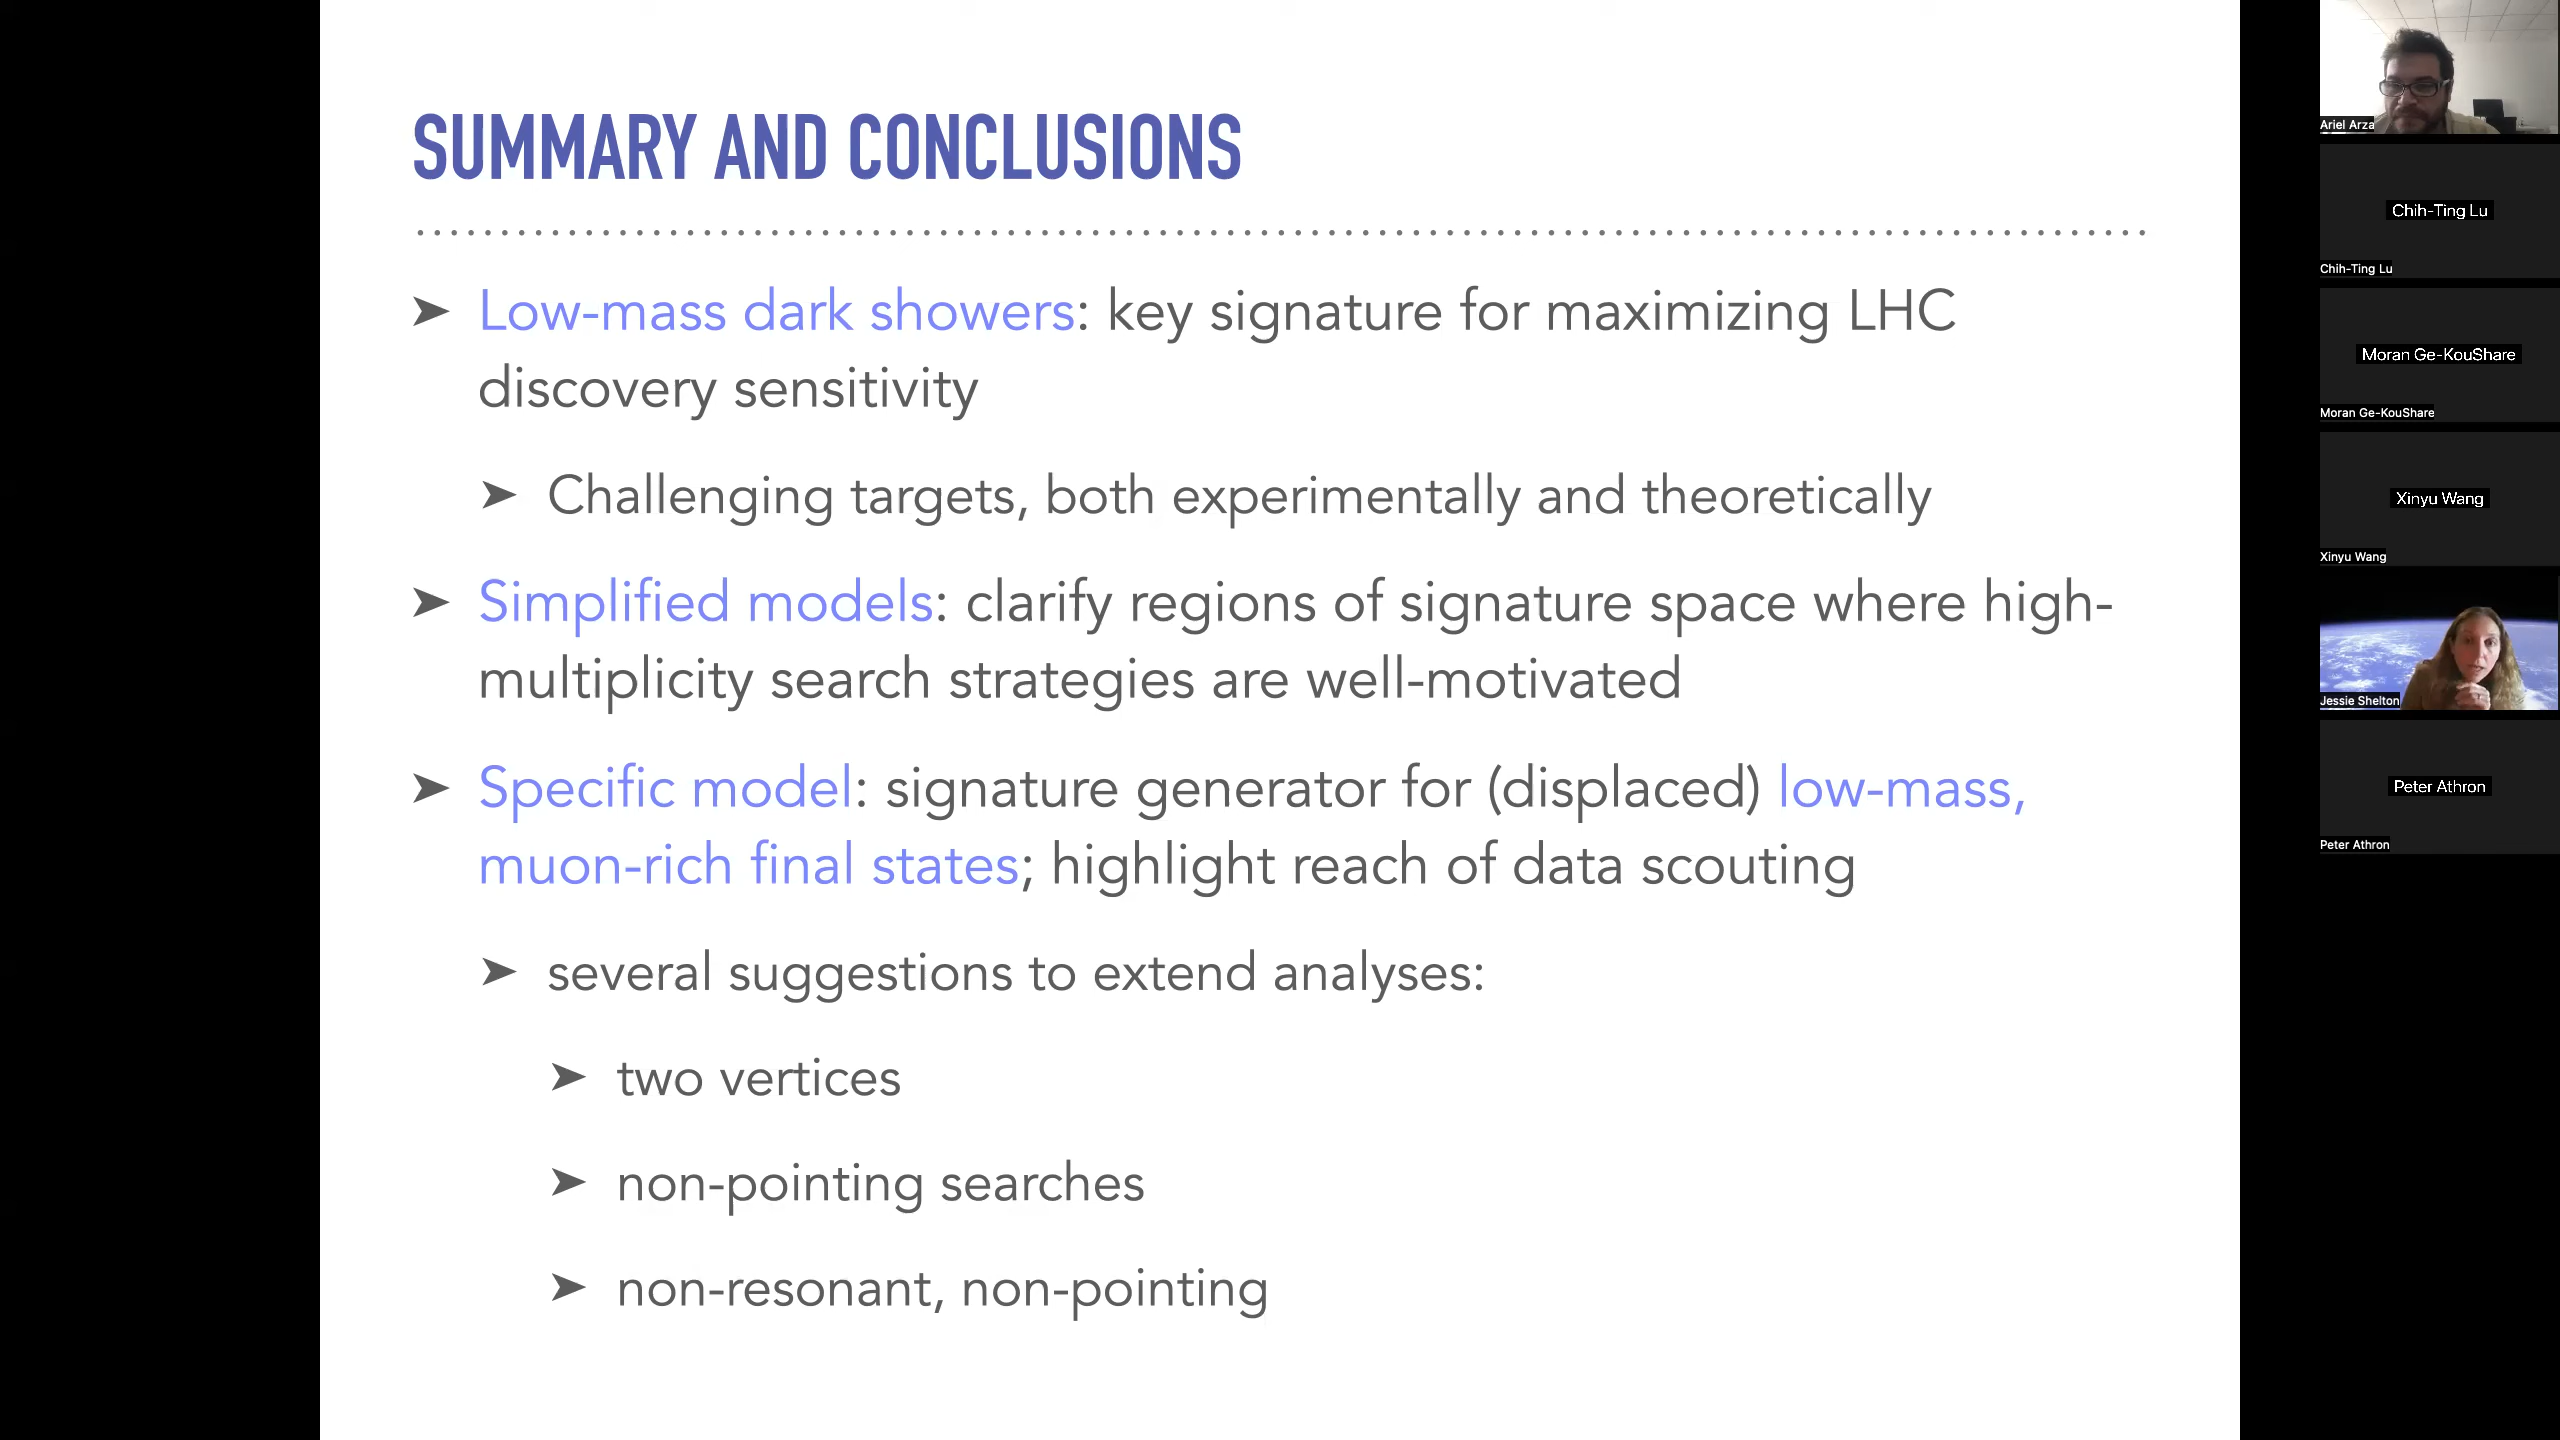 SUMMARY AND CONCLUSIONS
➤ Low-mass dark showers: key signature for maximizing LHC
discovery sensitivity
➤ Challenging targets, both experimentally and theoretically
➤ Simplified models: clarify regions of signature space where high-
multiplicity search strategies are well-motivated
➤ Specific model: signature generator for (displaced) low-mass,
muon-rich final states; highlight reach of data scouting
➤ several suggestions to extend analyses:
➤ two vertices
➤ non-pointing searches
➤ non-resonant, non-pointing
Ariel Arza
Chih-Ting Lu
Chih-Ting Lu
Moran Ge-KouShare
Moran Ge-KouShare
Xinyu Wang
Xinyu Wang
Jessie Shelton
Peter Athron
Peter Athron